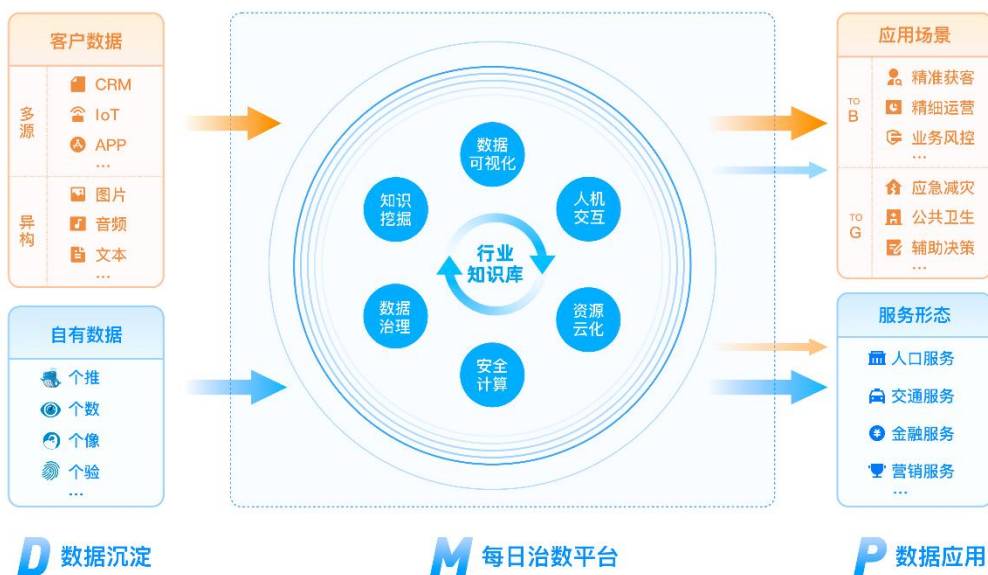 客户数据
多源
CRM
IoT
APP
...
异构
图片
音频
文本
...
自有数据
个推
个数
个像
个验
...
数据
可视化
知识
挖掘
人机
交互
行业
知识库
数据
治理
资源
云化
安全
计算
应用场景
TO
B
精准获客
精细运营
业务风控
...
TO
G
应急减灾
公共卫生
辅助决策
...
服务形态
人口服务
交通服务
金融服务
营销服务
...
D 数据沉淀
M 每日治数平台
P 数据应用